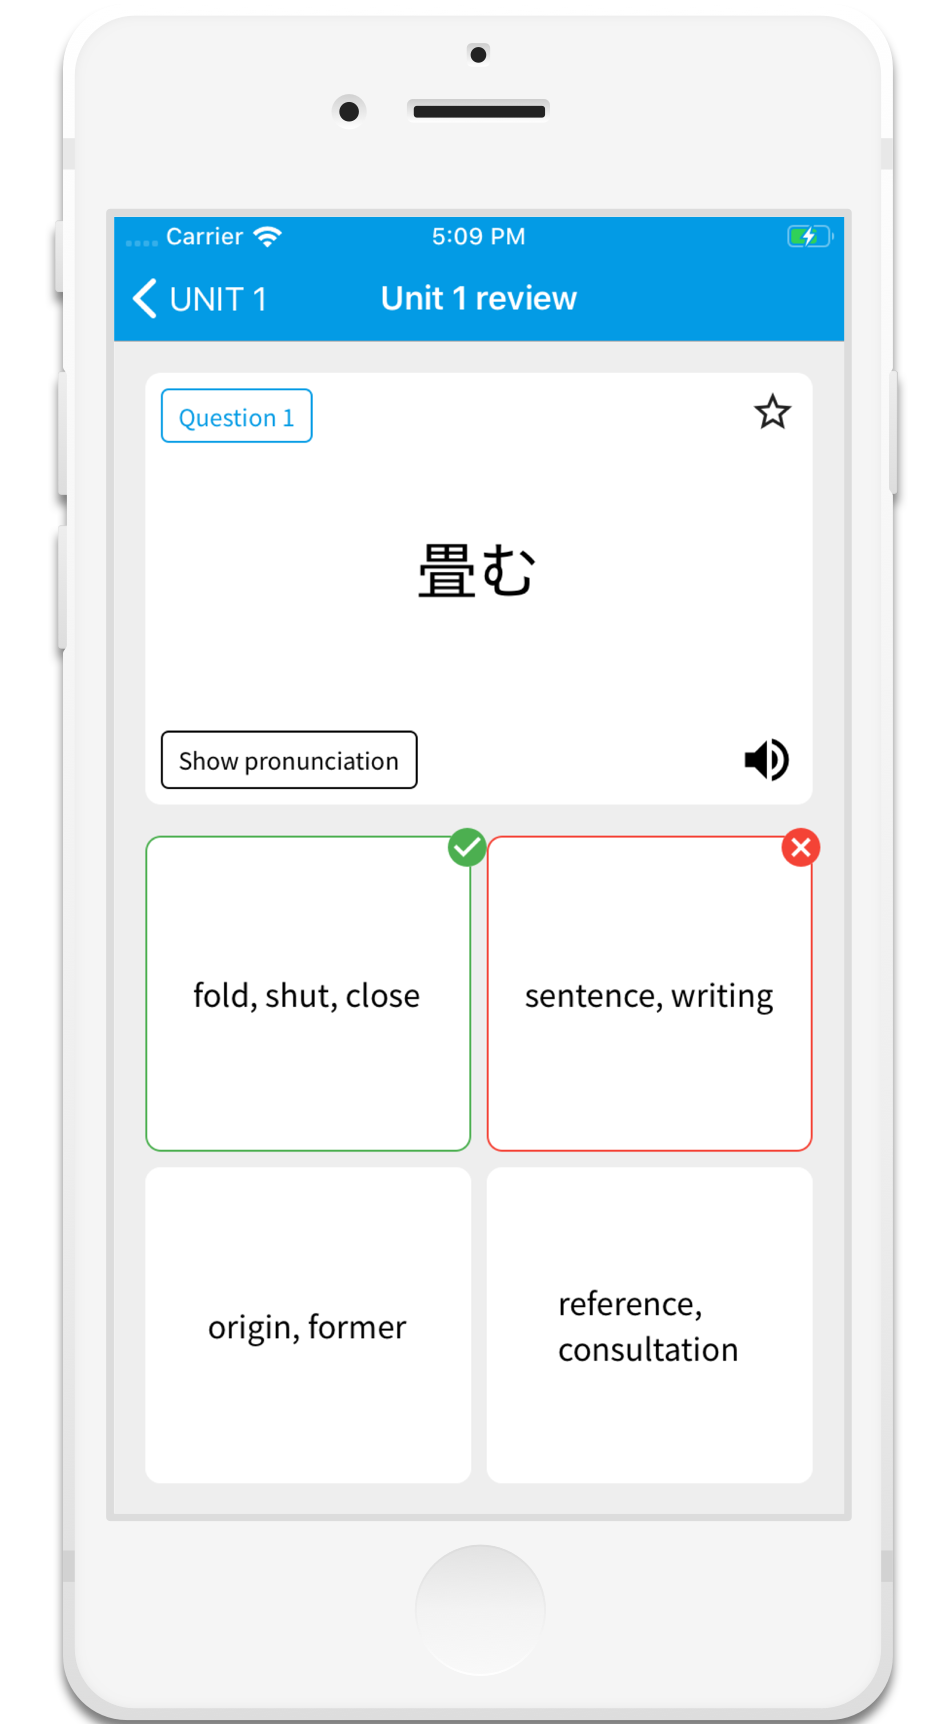 Carrier 5:09 PM
UNIT 1 Unit 1 review
Question 1
畳む
Show pronunciation
fold, shut, close
sentence, writing
origin, former
reference,
consultation